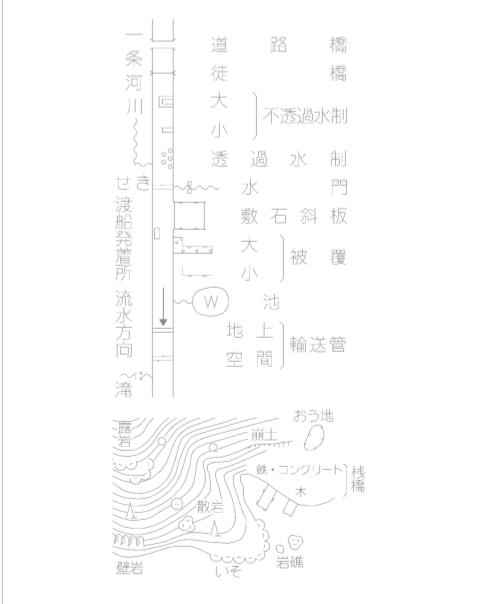 一条河川
道路橋
徒橋
大
小
不透過水制
透過水制
せき
水門
渡船発着所
敷石斜板
大
小
被覆
流水方向
W
池
地上
空間
輸送管
滝
露岩
おう地
崩土
鉄・コンクリート
木
桟橋
散岩
壁岩
いそ
岩礁